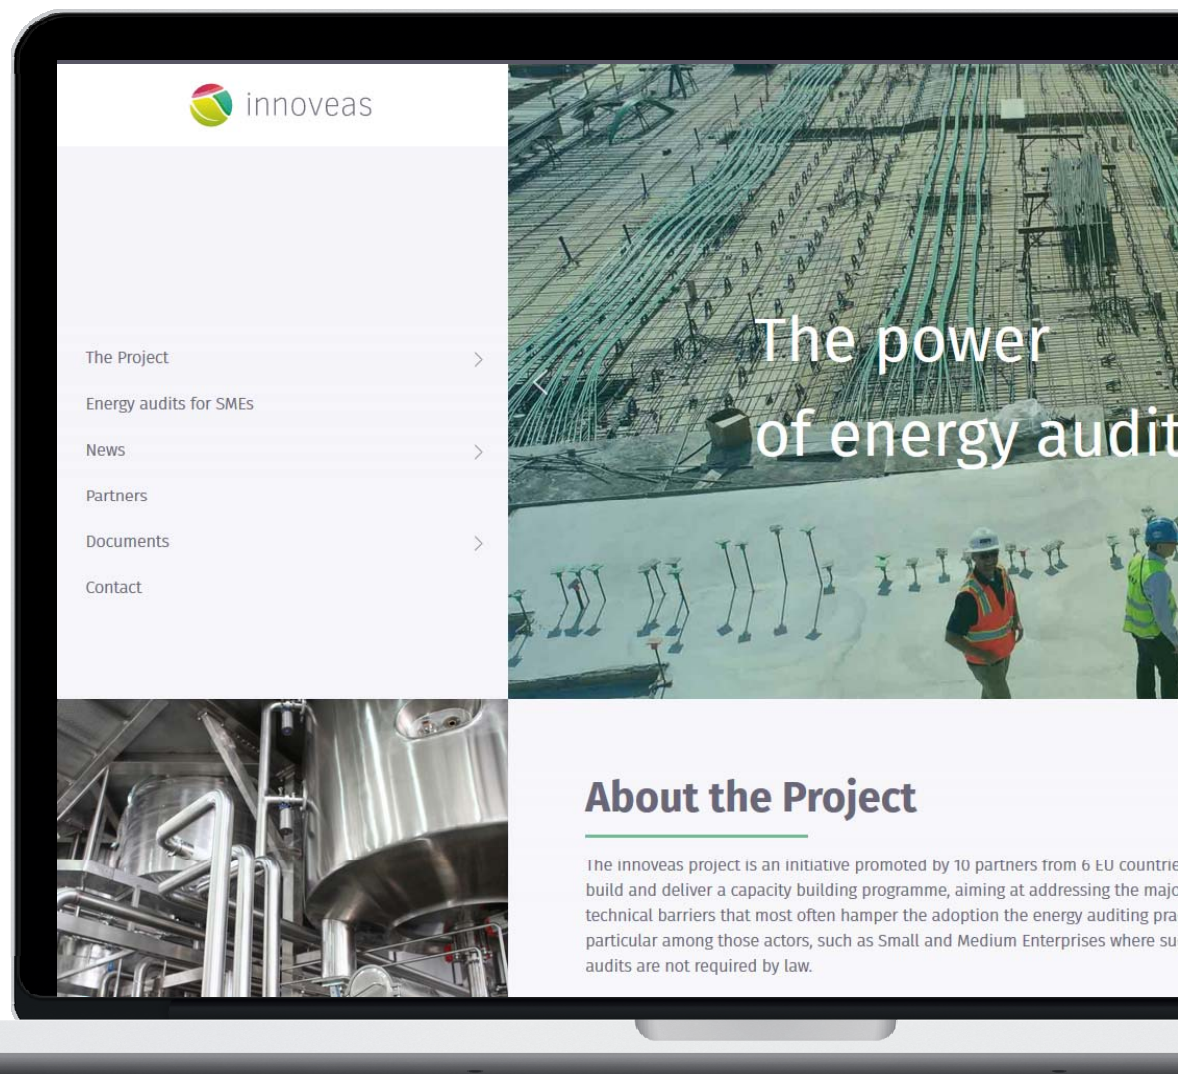 innoveas
The Project
Energy audits for SMEs
News
Partners
Documents
Contact
The power
of energy audit
About the Project
The innoveas project is an initiative promoted by 10 partners from 6 EU countrie
build and deliver a capacity building programme, aiming at addressing the majo
technical barriers that most often hamper the adoption the energy auditing pra
particular among those actors, such as Small and Medium Enterprises where su
audits are not required by law.